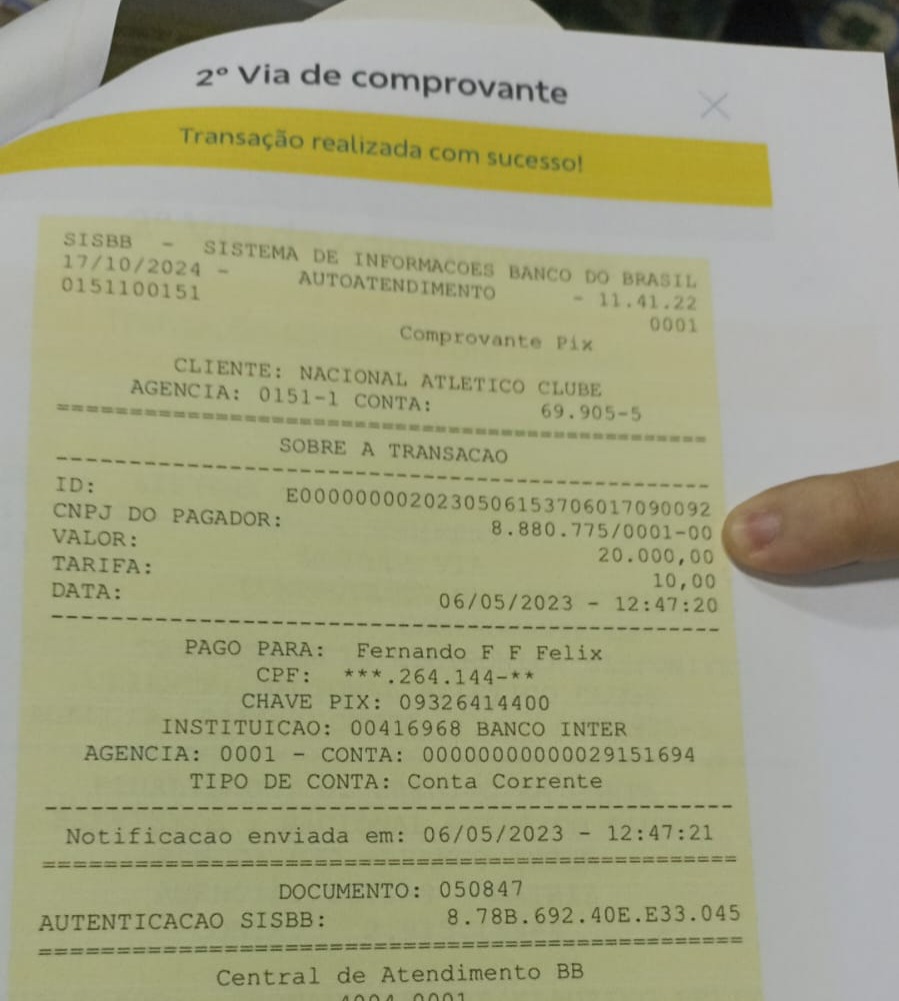 2º Via de comprovante
Transação realizada com sucesso!
SISBB - SISTEMA DE INFORMACOES BANCO DO BRASIL
17/10/2024 - AUTOATENDIMENTO - 11.41.22
0151100151 0001
Comprovante Pix
CLIENTE: NACIONAL ATLETICO CLUBE
AGENCIA: 0151-1 CONTA: 69.905-5
================================================
SOBRE A TRANSACAO
------------------------------------------------
ID: E0000000020230506153706017090092
CNPJ DO PAGADOR: 8.880.775/0001-00
VALOR: 20.000,00
TARIFA: 10,00
DATA: 06/05/2023 - 12:47:20
------------------------------------------------
PAGO PARA: Fernando F F Felix
CPF: ***.264.144-**
CHAVE PIX: 09326414400
INSTITUICAO: 00416968 BANCO INTER
AGENCIA: 0001 - CONTA: 00000000000029151694
TIPO DE CONTA: Conta Corrente
------------------------------------------------
Notificacao enviada em: 06/05/2023 - 12:47:21
================================================
DOCUMENTO: 050847
AUTENTICACAO SISBB: 8.78B.692.40E.E33.045
================================================
Central de Atendimento BB
4004 0001